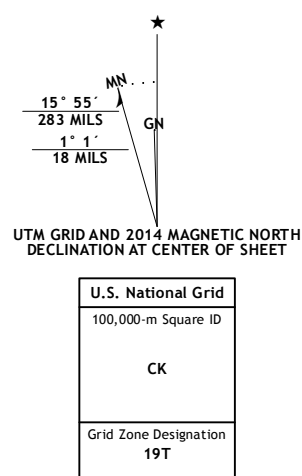 ★
MN
GN
15° 55´
283 MILS
1° 1´
18 MILS
UTM GRID AND 2014 MAGNETIC NORTH
DECLINATION AT CENTER OF SHEET
U.S. National Grid
100,000-m Square ID
CK
Grid Zone Designation
19T